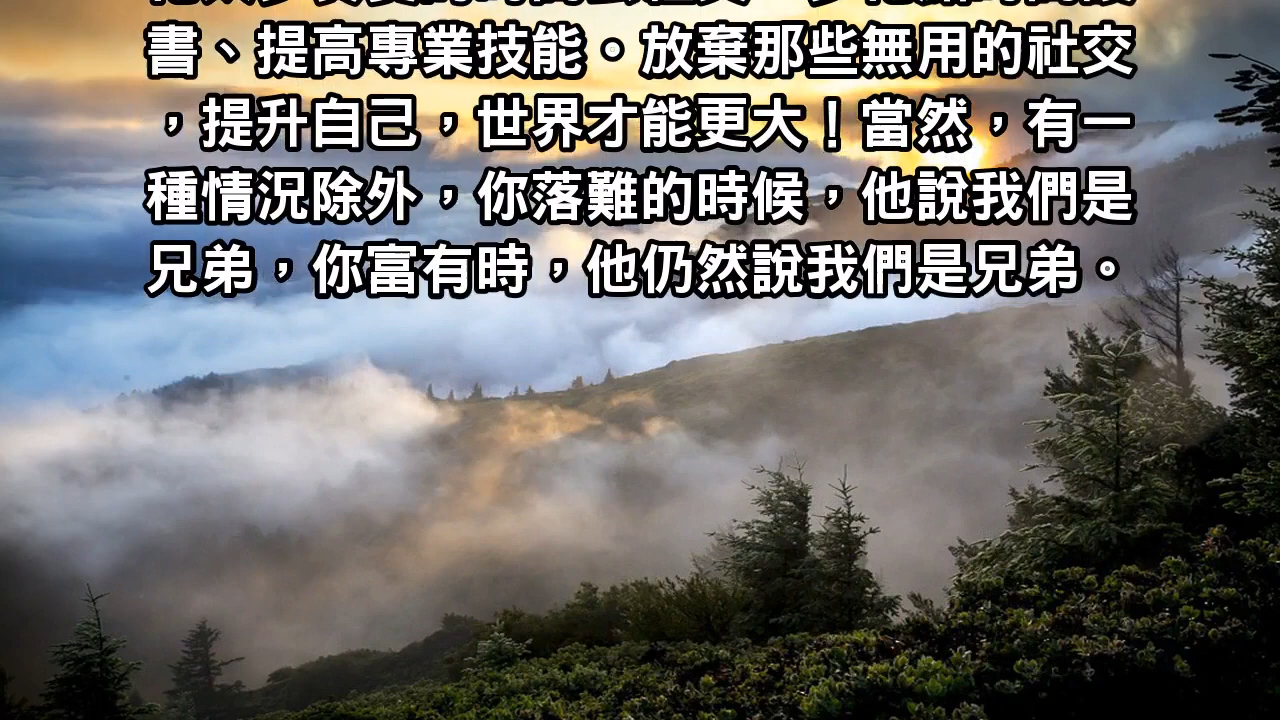 書、提高專業技能。放棄那些無用的社交
，提升自己，世界才能更大！當然，有一
種情況除外，你落難的時候，他說我們是
兄弟，你富有時，他仍然說我們是兄弟。